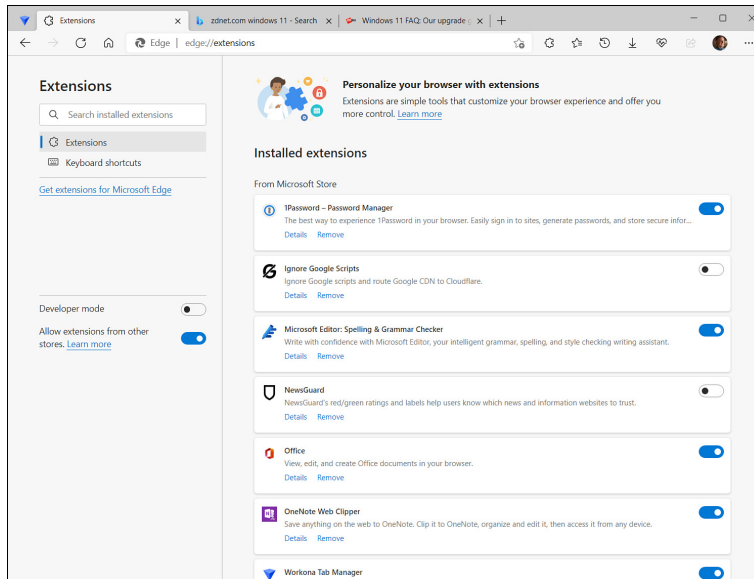 Extensions
zdnet.com windows 11 - Search
Windows 11 FAQ: Our upgrade g
Edge
edge://extensions
Extensions
Search installed extensions
Extensions
Keyboard shortcuts
Get extensions for Microsoft Edge
Developer mode
Allow extensions from other
stores. Learn more
Personalize your browser with extensions
Extensions are simple tools that customize your browser experience and offer you
more control. Learn more
Installed extensions
From Microsoft Store
1Password – Password Manager
The best way to experience 1Password in your browser. Easily sign in to sites, generate passwords, and store secure infor...
Details Remove
Ignore Google Scripts
Ignore Google scripts and route Google CDN to Cloudflare.
Details Remove
Microsoft Editor: Spelling & Grammar Checker
Write with confidence with Microsoft Editor, your intelligent grammar, spelling, and style checking writing assistant.
Details Remove
NewsGuard
NewsGuard's red/green ratings and labels help users know which news and information websites to trust.
Details Remove
Office
View, edit, and create Office documents in your browser.
Details Remove
OneNote Web Clipper
Save anything on the web to OneNote. Clip it to OneNote, organize and edit it, then access it from any device.
Details Remove
Workona Tab Manager